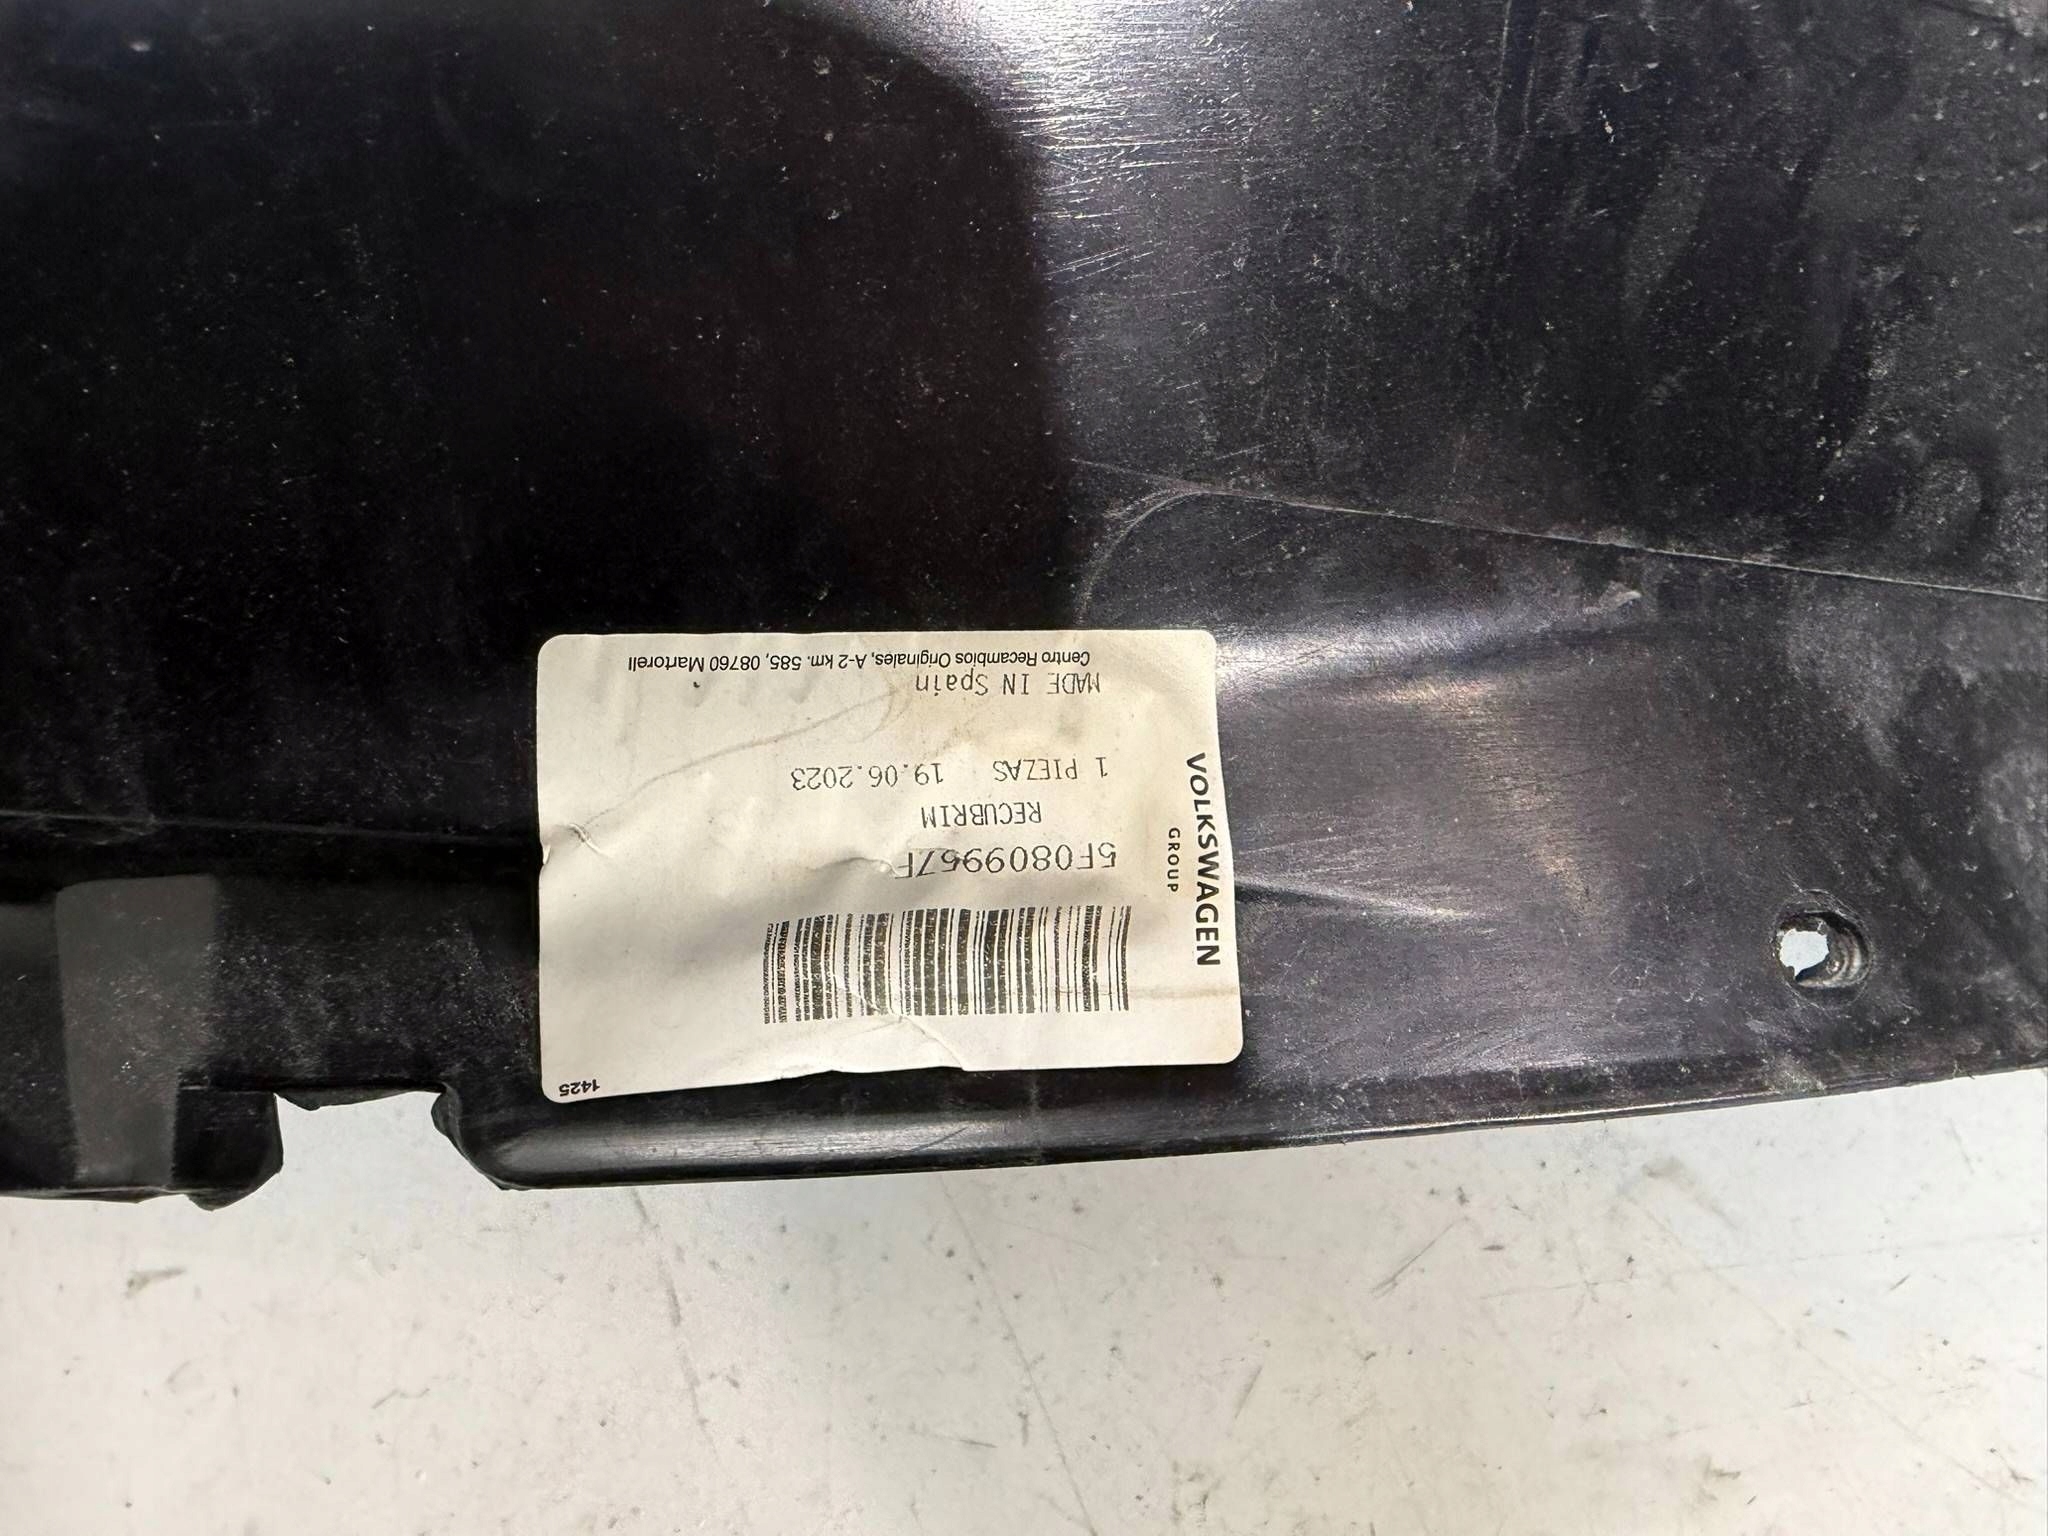 VOLKSWAGEN
GROUP
5F0809957F
RECUBRIM
1 PIEZAS 19.06.2023
MADE IN Spain
Centro Recambios Originales, A-2 km. 585, 08760 Martorell
1425